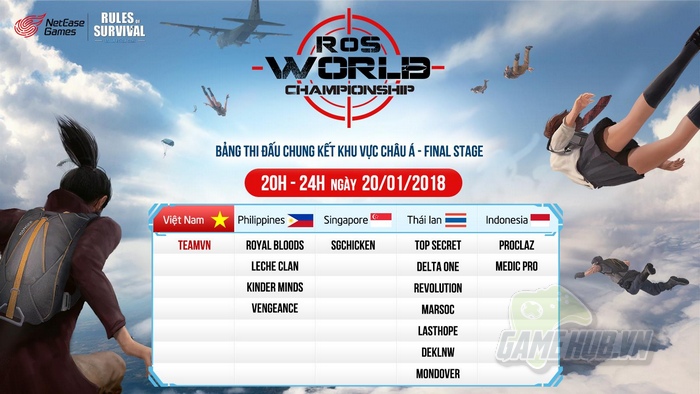 NetEase Games
RULES OF SURVIVAL
ROS
WORLD
CHAMPIONSHIP
BẢNG THI ĐẤU CHUNG KẾT KHU VỰC CHÂU Á - FINAL STAGE
20H - 24H NGÀY 20/01/2018
Việt Nam Philippines Singapore Thái lan Indonesia
TEAMVN ROYAL BLOODS SGCHICKEN TOP SECRET PROCLAZ
LECHE CLAN DELTA ONE MEDIC PRO
KINDER MINDS REVOLUTION
VENGEANCE MARSOC
LASTHOPE
DEKLNW
MONDOVER
GAMEHUB.VN